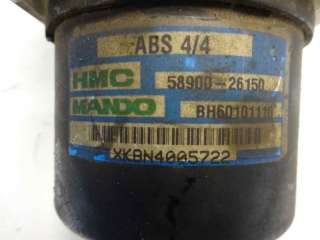 ABS 4/4
HMC 58900-26150
MANDO BH60101110
XKBN4005722